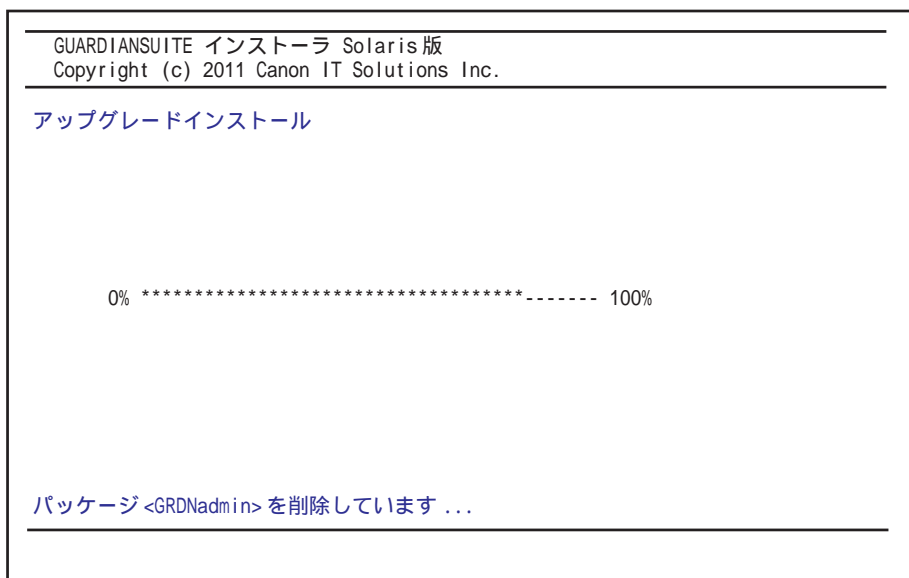 GUARDIANSUITE インストーラ Solaris版
Copyright (c) 2011 Canon IT Solutions Inc.
アップグレードインストール
0% ************************************------- 100%
パッケージ<GRDNadmin>を削除しています...